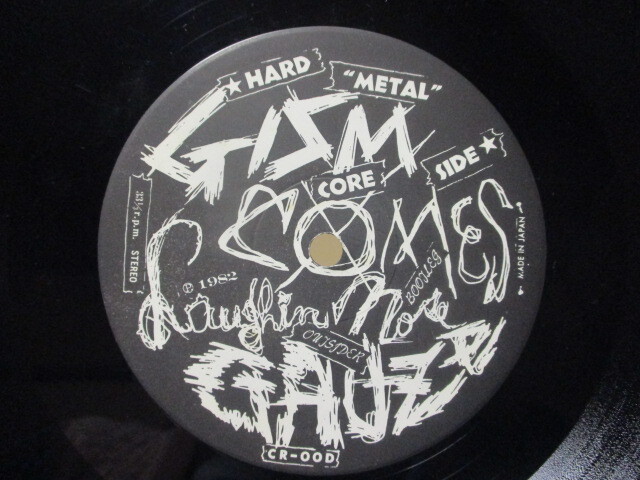 ★ HARD "METAL"
GISM
CORE SIDE ★
COMES
33⅓ r.p.m. STEREO
MADE IN JAPAN
℗ 1982
Laughin' Nose
BOOTLEG
OUTSIDER
GAUZE
CR-00D